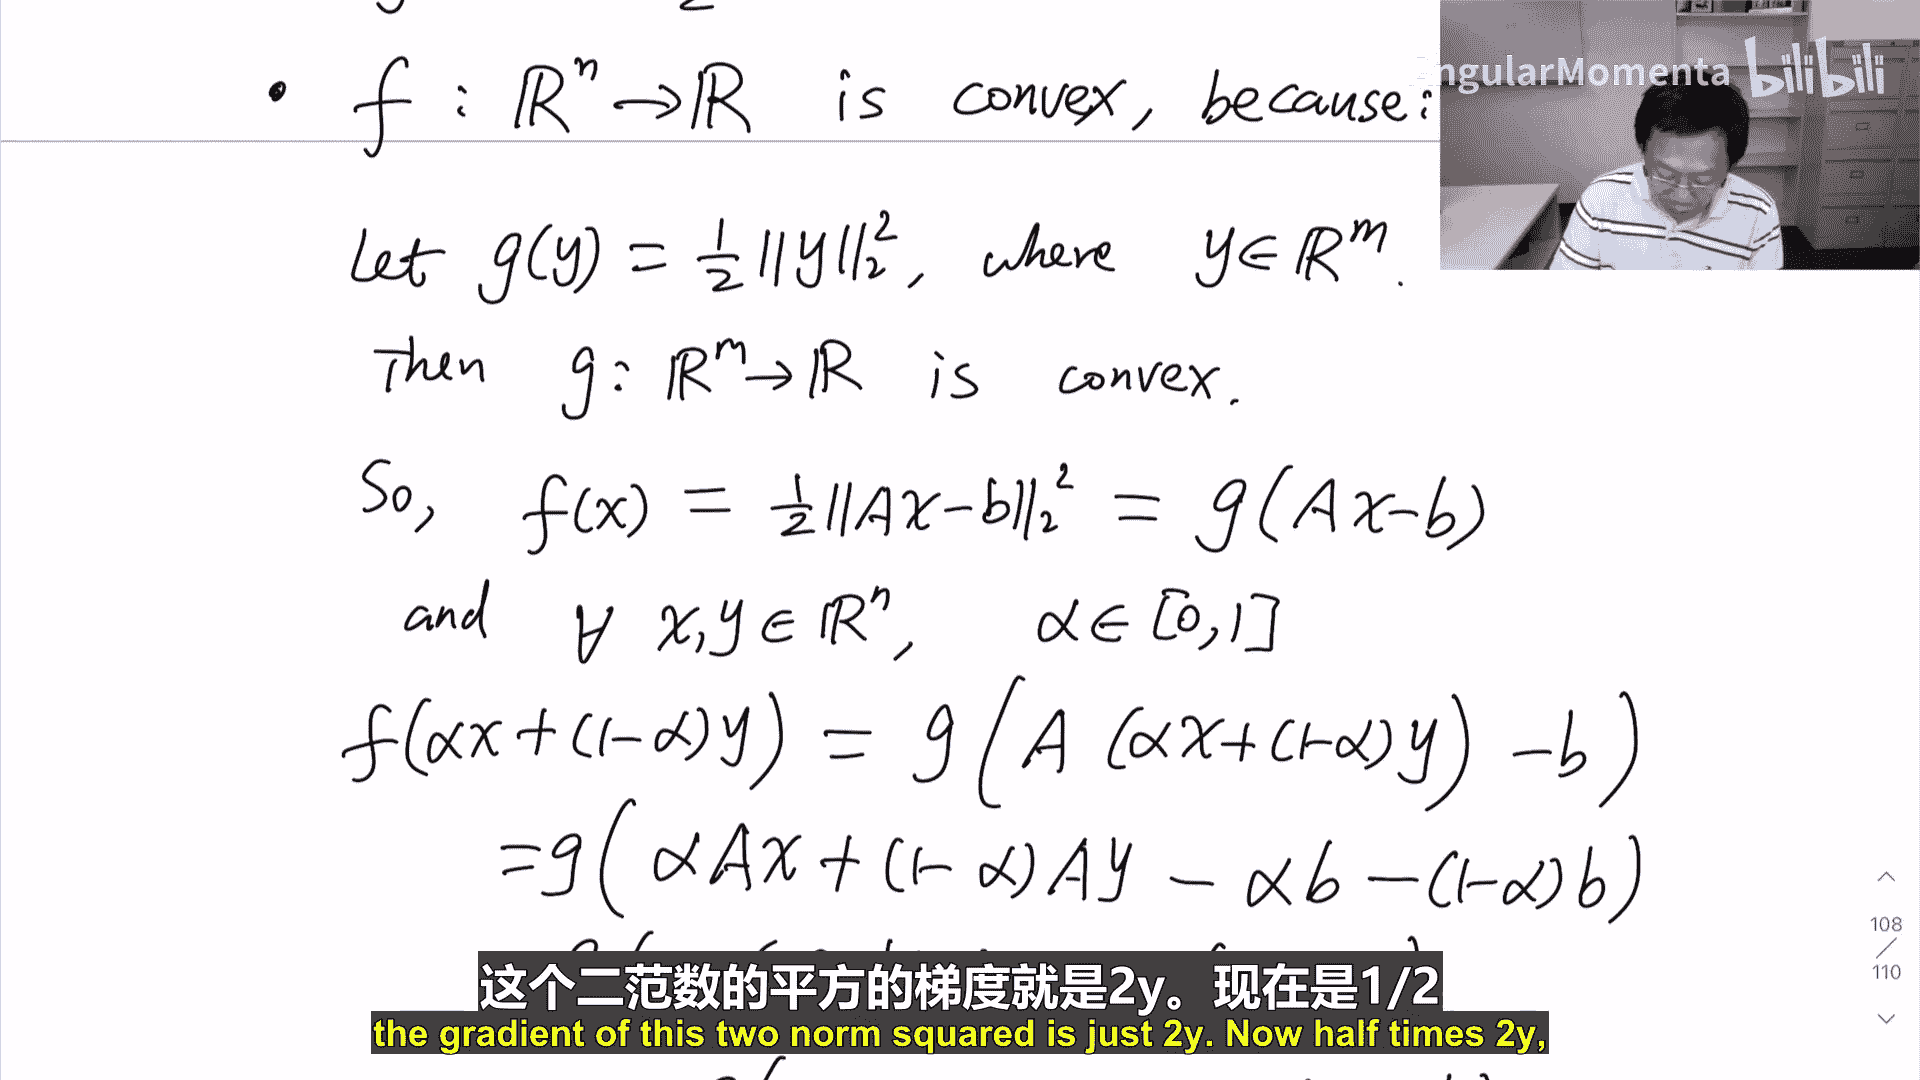 • f : ℝⁿ → ℝ is convex, because:
ngularMomenta bilibili
Let g(y) = ½‖y‖₂², where y ∈ ℝᵐ.
Then g : ℝᵐ → ℝ is convex.
So, f(x) = ½‖Ax-b‖₂² = g(Ax-b)
and ∀ x,y ∈ ℝⁿ, α ∈ [0,1]
f(αx+(1-α)y) = g(A (αx+(1-α)y) -b)
=g(αAx+(1-α)Ay - αb -(1-α)b)
108
/
110
这个二范数的平方的梯度就是2y。现在是1/2
the gradient of this two norm squared is just 2y. Now half times 2y,